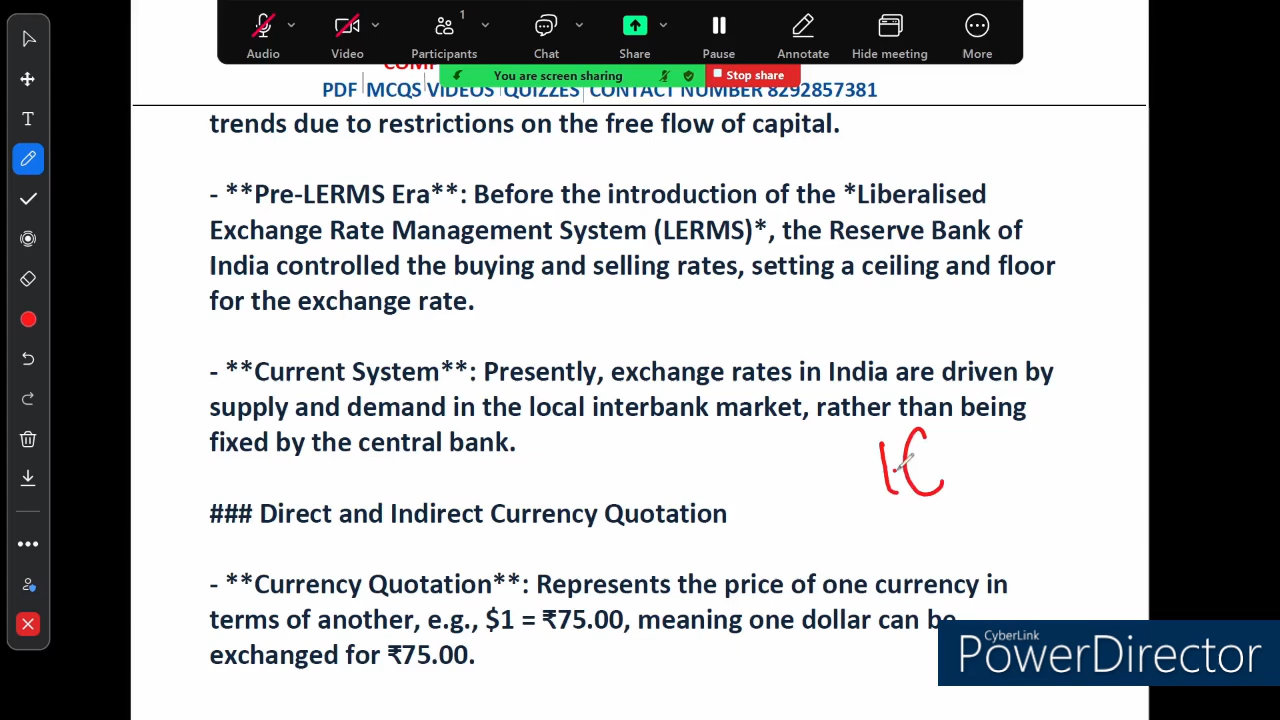 1
Audio Video Participants Chat Share Pause Annotate Hide meeting More
You are screen sharing Stop share
PDF MCQS VIDEOS QUIZZES CONTACT NUMBER 8292857381
trends due to restrictions on the free flow of capital.
- **Pre-LERMS Era**: Before the introduction of the *Liberalised
Exchange Rate Management System (LERMS)*, the Reserve Bank of
India controlled the buying and selling rates, setting a ceiling and floor
for the exchange rate.
- **Current System**: Presently, exchange rates in India are driven by
supply and demand in the local interbank market, rather than being
fixed by the central bank.
### Direct and Indirect Currency Quotation
- **Currency Quotation**: Represents the price of one currency in
terms of another, e.g., $1 = ₹75.00, meaning one dollar can be
exchanged for ₹75.00.
CyberLink
PowerDirector